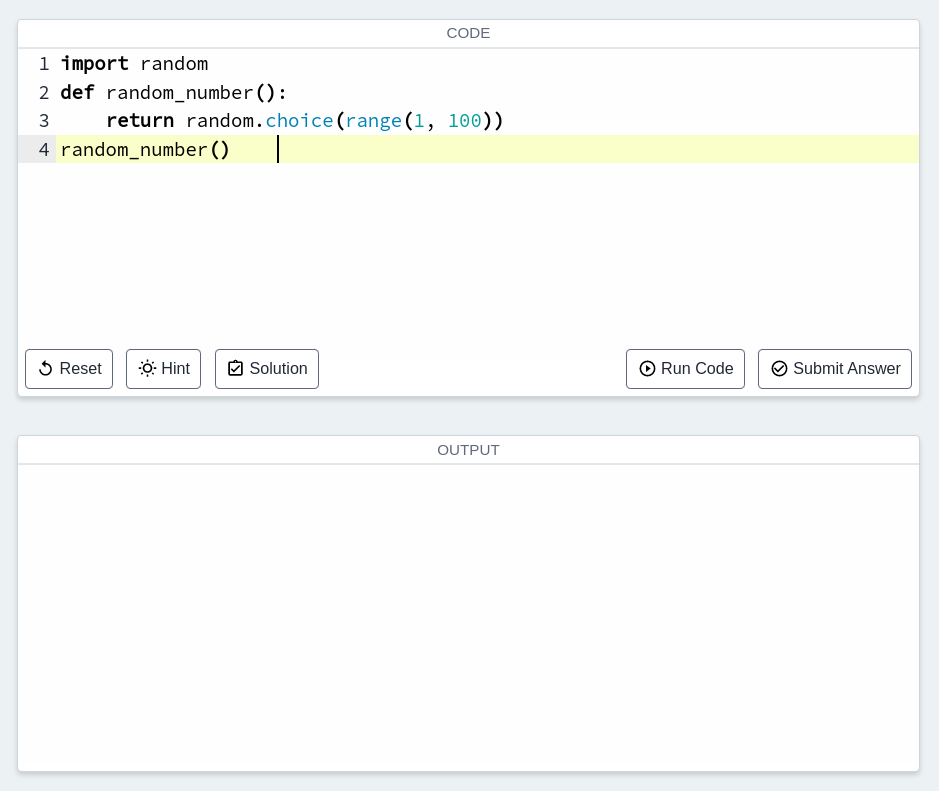 CODE
1 import random
2 def random_number():
3     return random.choice(range(1, 100))
4 random_number()
Reset Hint Solution Run Code Submit Answer
OUTPUT